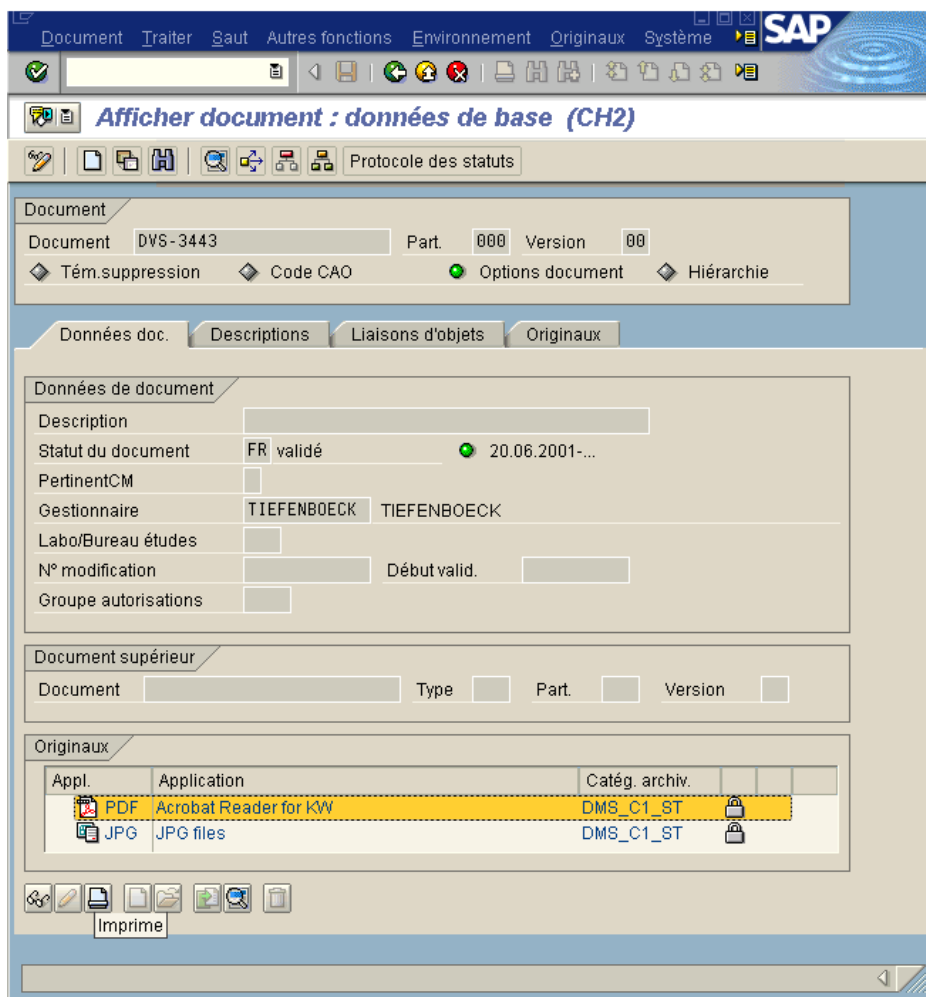 Document Traiter Saut Autres fonctions Environnement Originaux Système SAP
Afficher document : données de base (CH2)
Protocole des statuts
Document
Document DVS-3443 Part. 000 Version 00
Tém.suppression Code CAO Options document Hiérarchie
Données doc. Descriptions Liaisons d'objets Originaux
Données de document
Description
Statut du document FR validé 20.06.2001-...
PertinentCM
Gestionnaire TIEFENBOECK TIEFENBOECK
Labo/Bureau études
Nº modification Début valid.
Groupe autorisations
Document supérieur
Document Type Part. Version
Originaux
Appl. Application Catég. archiv.
PDF Acrobat Reader for KW DMS_C1_ST
JPG JPG files DMS_C1_ST
Imprime